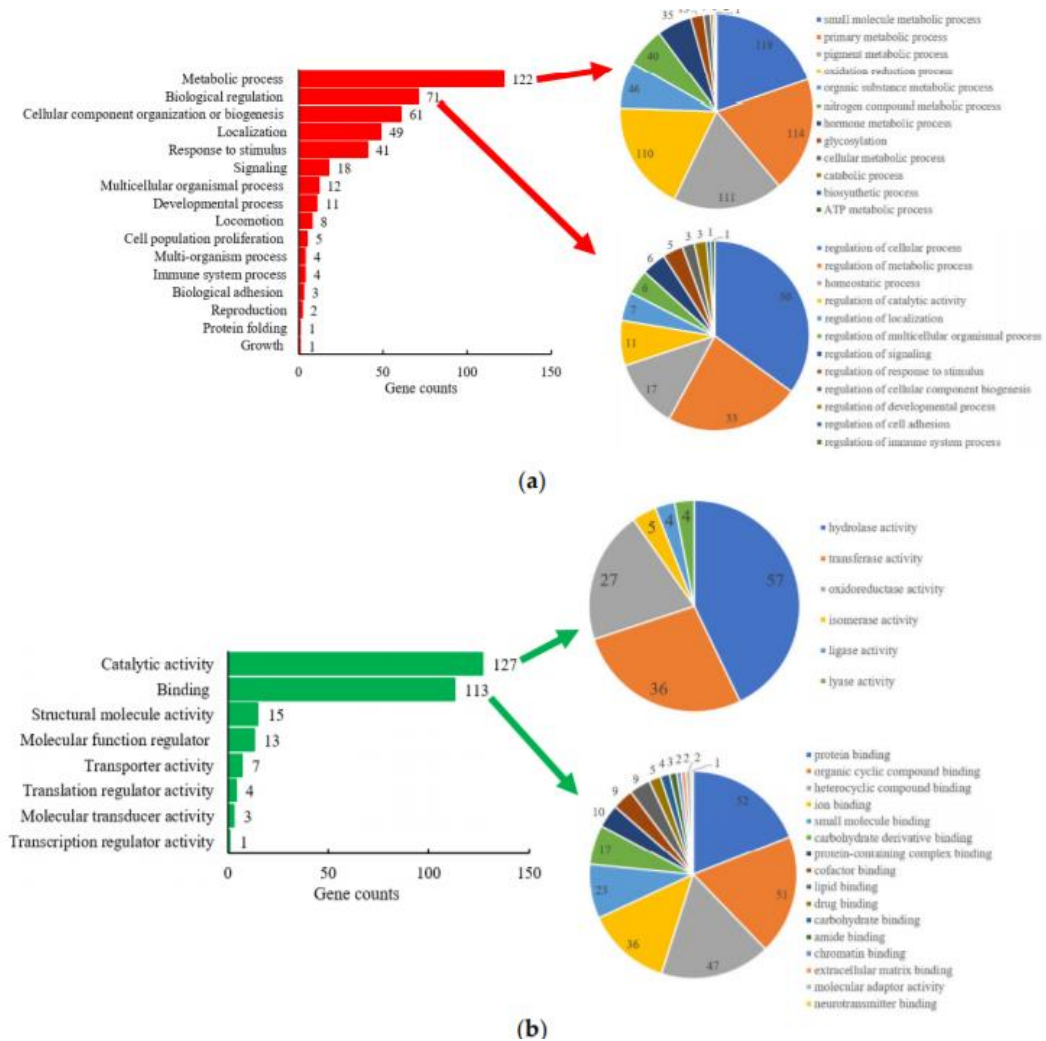 Metabolic process 122
Biological regulation 71
Cellular component organization or biogenesis 61
Localization 49
Response to stimulus 41
Signaling 18
Multicellular organismal process 12
Developmental process 11
Locomotion 8
Cell population proliferation 5
Multi-organism process 4
Immune system process 4
Biological adhesion 3
Reproduction 2
Protein folding 1
Growth 1
0 50 100 150
Gene counts
35
1
119
114
111
110
46
40
small molecule metabolic process
primary metabolic process
pigment metabolic process
oxidation reduction process
organic substance metabolic process
nitrogen compound metabolic process
hormone metabolic process
glycosylation
cellular metabolic process
catabolic process
biosynthetic process
ATP metabolic process
6 5 3 3 1 1
50
33
17
11
7
6
regulation of cellular process
regulation of metabolic process
homeostatic process
regulation of catalytic activity
regulation of localization
regulation of multicellular organismal process
regulation of signaling
regulation of response to stimulus
regulation of cellular component biogenesis
regulation of developmental process
regulation of cell adhesion
regulation of immune system process
(a)
Catalytic activity 127
Binding 113
Structural molecule activity 15
Molecular function regulator 13
Transporter activity 7
Translation regulator activity 4
Molecular transducer activity 3
Transcription regulator activity 1
0 50 100 150
Gene counts
57
36
27
5
4
4
hydrolase activity
transferase activity
oxidoreductase activity
isomerase activity
ligase activity
lyase activity
10 9 9 5 4 3 2 2 2 1
52
51
47
36
23
17
protein binding
organic cyclic compound binding
heterocyclic compound binding
ion binding
small molecule binding
carbohydrate derivative binding
protein-containing complex binding
cofactor binding
lipid binding
drug binding
carbohydrate binding
amide binding
chromatin binding
extracellular matrix binding
molecular adaptor activity
neurotransmitter binding
(b)